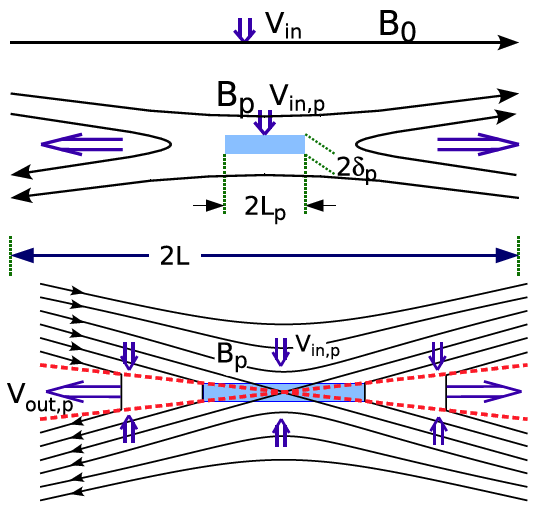 V_in B_0
B_p V_in,p
2δ_p
2L_p
2L
B_p V_in,p
V_out,p